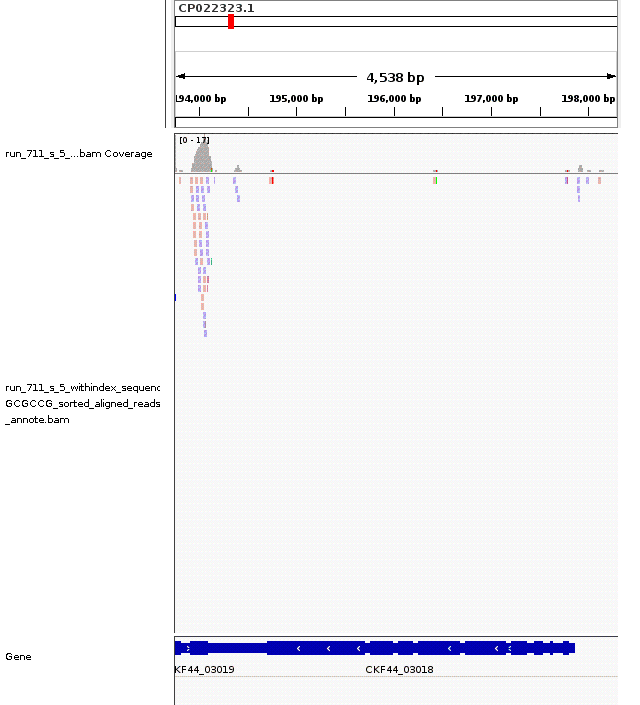 CP022323.1
4,538 bp
194,000 bp 195,000 bp 196,000 bp 197,000 bp 198,000 bp
[0 - 17]
run_711_s_5_...bam Coverage
run_711_s_5_withindex_sequenc
GCGCCG_sorted_aligned_reads
_annote.bam
Gene
KF44_03019 CKF44_03018